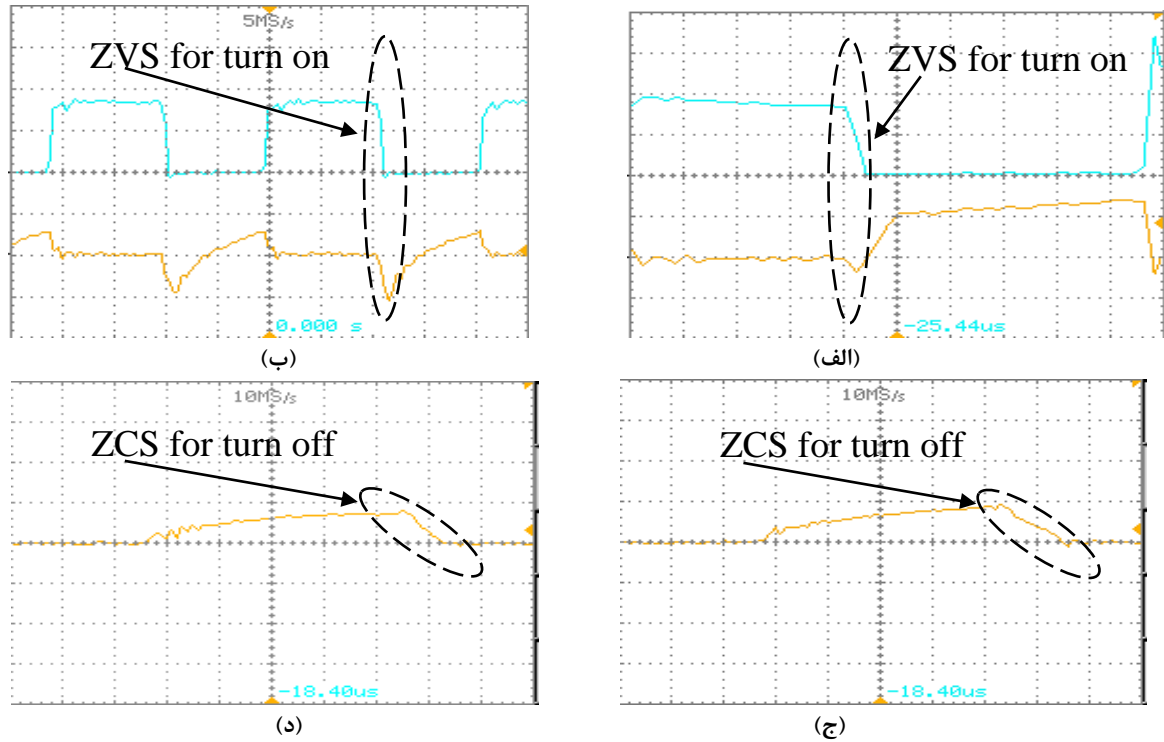 5MS/s
ZVS for turn on
ZVS for turn on
0.000 s
-25.44us
(ب)
(الف)
10MS/s
10MS/s
ZCS for turn off
ZCS for turn off
-18.40us
-18.40us
(د)
(ج)